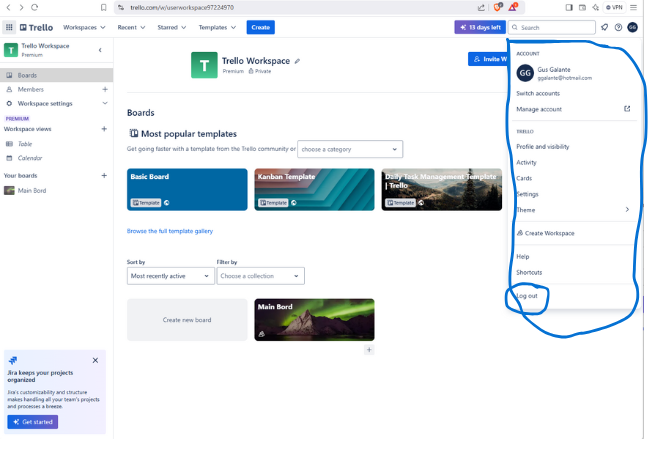 trello.com/w/userworkspace97224970
VPN
Trello
Workspaces
Recent
Starred
Templates
Create
13 days left
Search
GG
T
Trello Workspace
Premium
Boards
Members
Workspace settings
PREMIUM
Workspace views
Table
Calendar
Your boards
Main Bord
T
Trello Workspace
Premium
Private
Invite W
Boards
Most popular templates
Get going faster with a template from the Trello community or
choose a category
Basic Board
Template
Kanban Template
Template
Daily Task Management Template
| Trello
Template
Browse the full template gallery
Sort by
Filter by
Most recently active
Choose a collection
Create new board
Main Bord
ACCOUNT
GG
Gus Galante
ggalante@hotmail.com
Switch accounts
Manage account
TRELLO
Profile and visibility
Activity
Cards
Settings
Theme
Create Workspace
Help
Shortcuts
Log out
Jira keeps your projects
organized
Jira's customizability and structure
makes handling all your team's projects
and processes a breeze.
Get started